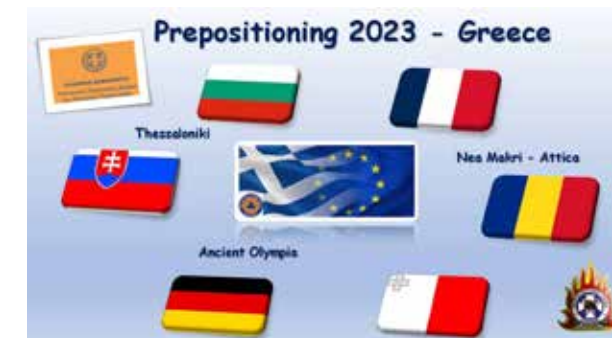 Prepositioning 2023 - Greece
Thessaloniki
Nea Makri - Attica
Ancient Olympia